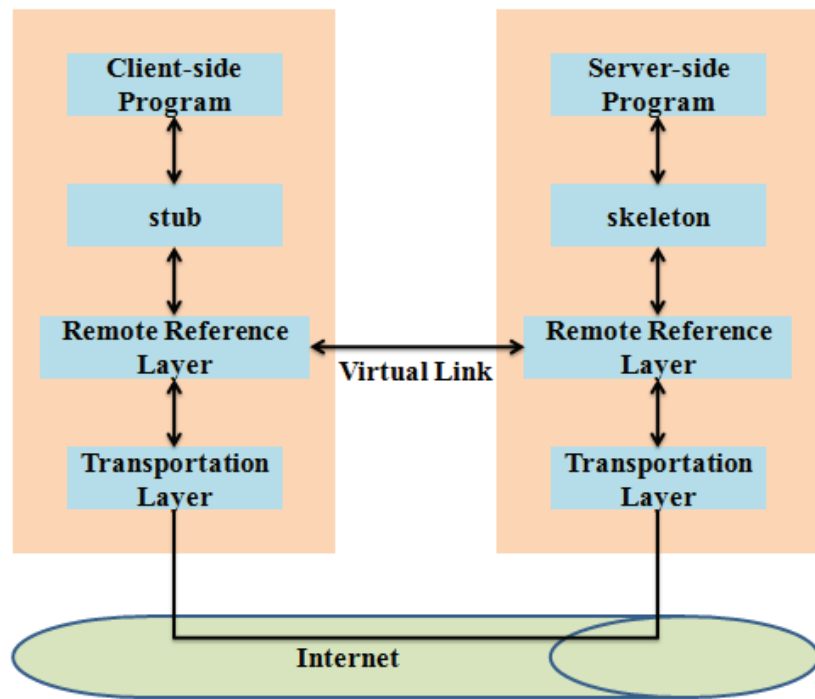 Client-side
Program
stub
Remote Reference
Layer
Transportation
Layer
Server-side
Program
skeleton
Remote Reference
Layer
Transportation
Layer
Virtual Link
Internet